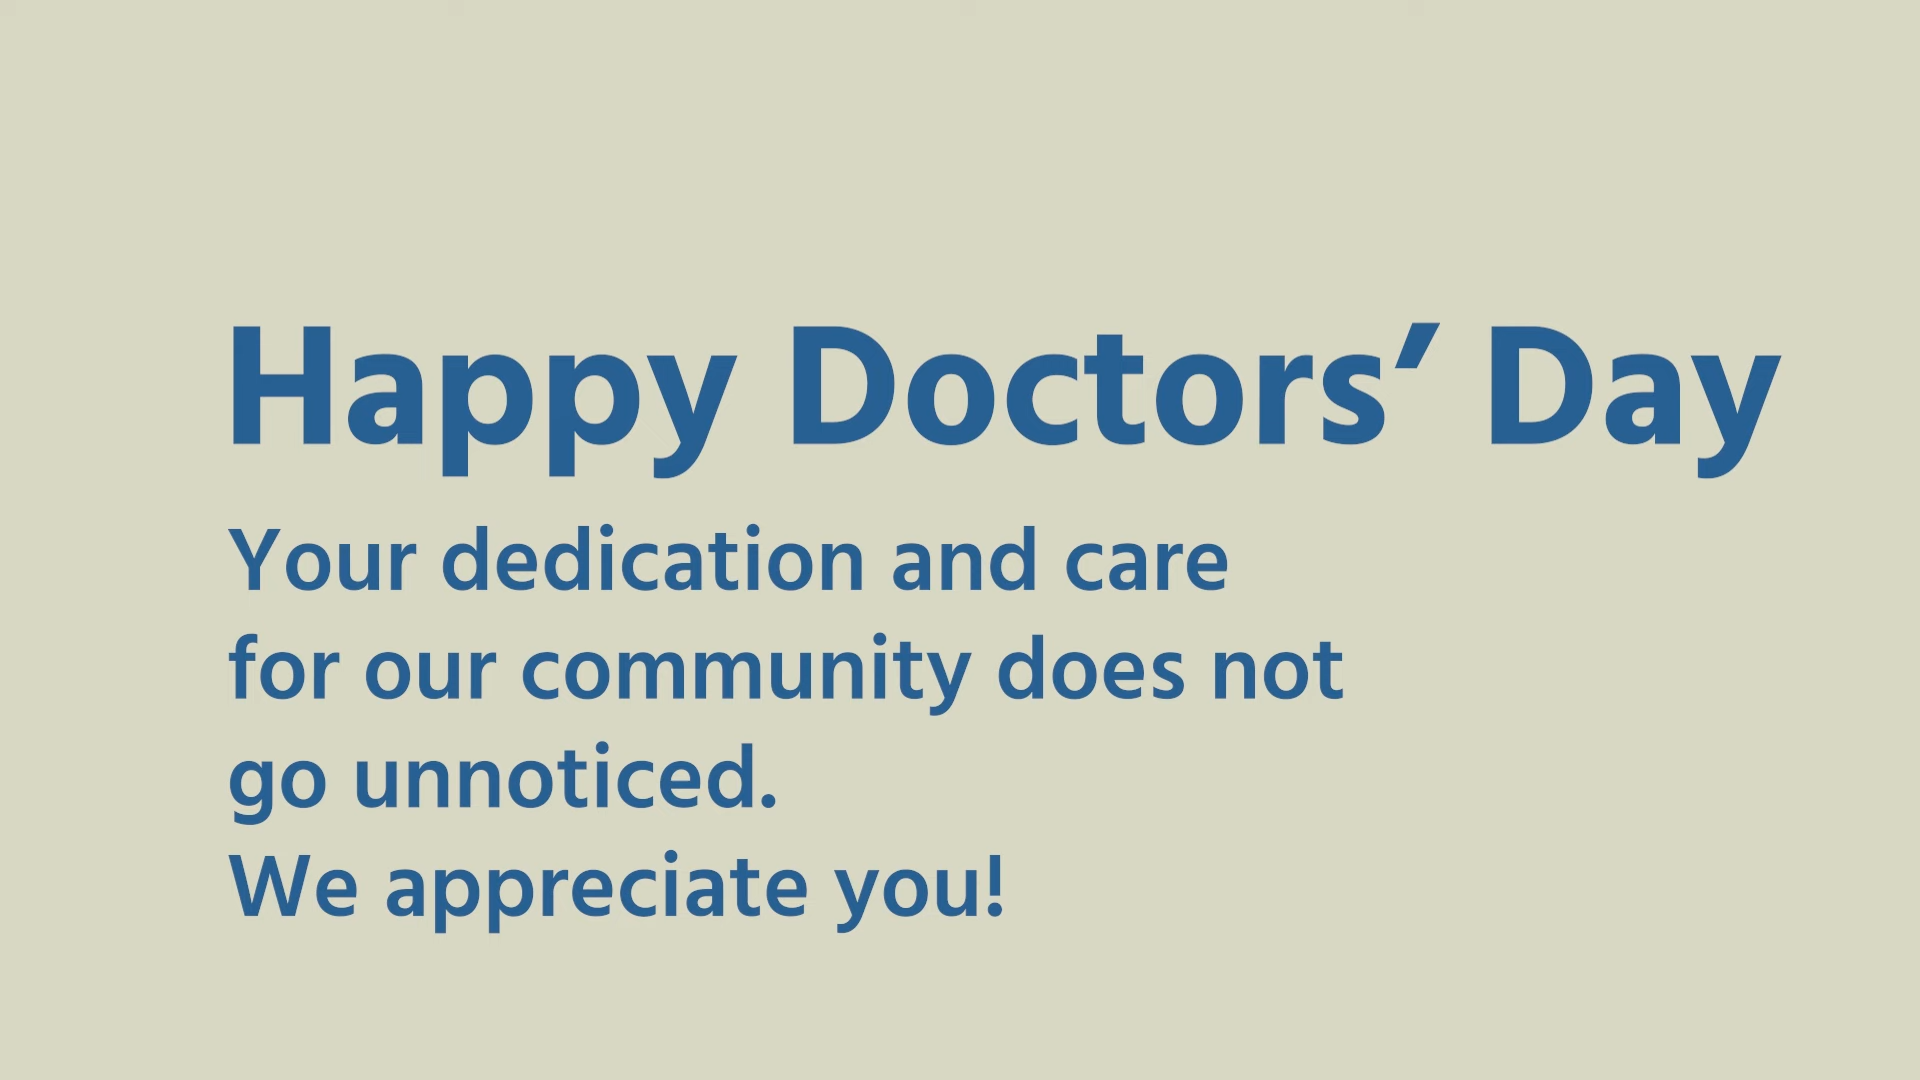 Happy Doctors’ Day
Your dedication and care
for our community does not
go unnoticed.
We appreciate you!